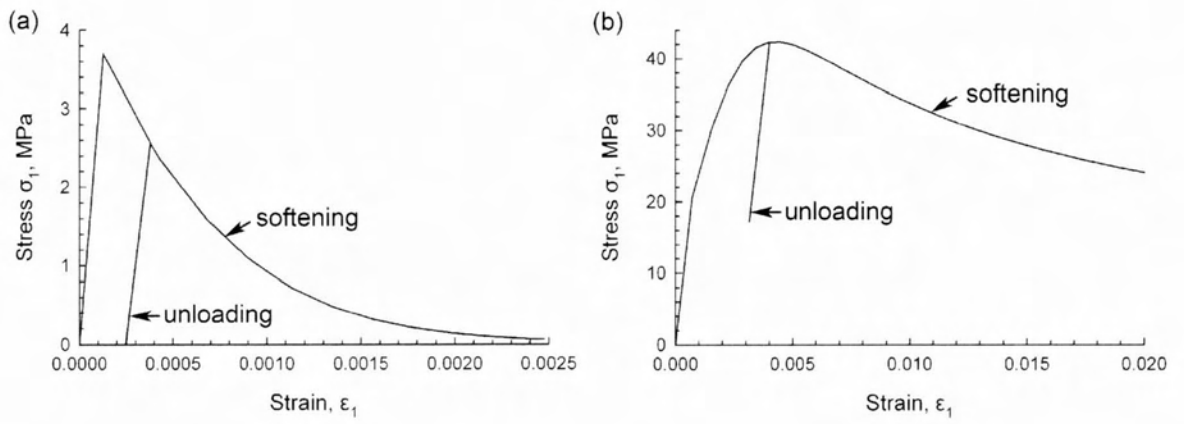 (a)
Stress σ₁, MPa
4
3
2
1
0
softening
unloading
0.0000 0.0005 0.0010 0.0015 0.0020 0.0025
Strain, ε₁
(b)
Stress σ₁, MPa
40
30
20
10
0
softening
unloading
0.000 0.005 0.010 0.015 0.020
Strain, ε₁